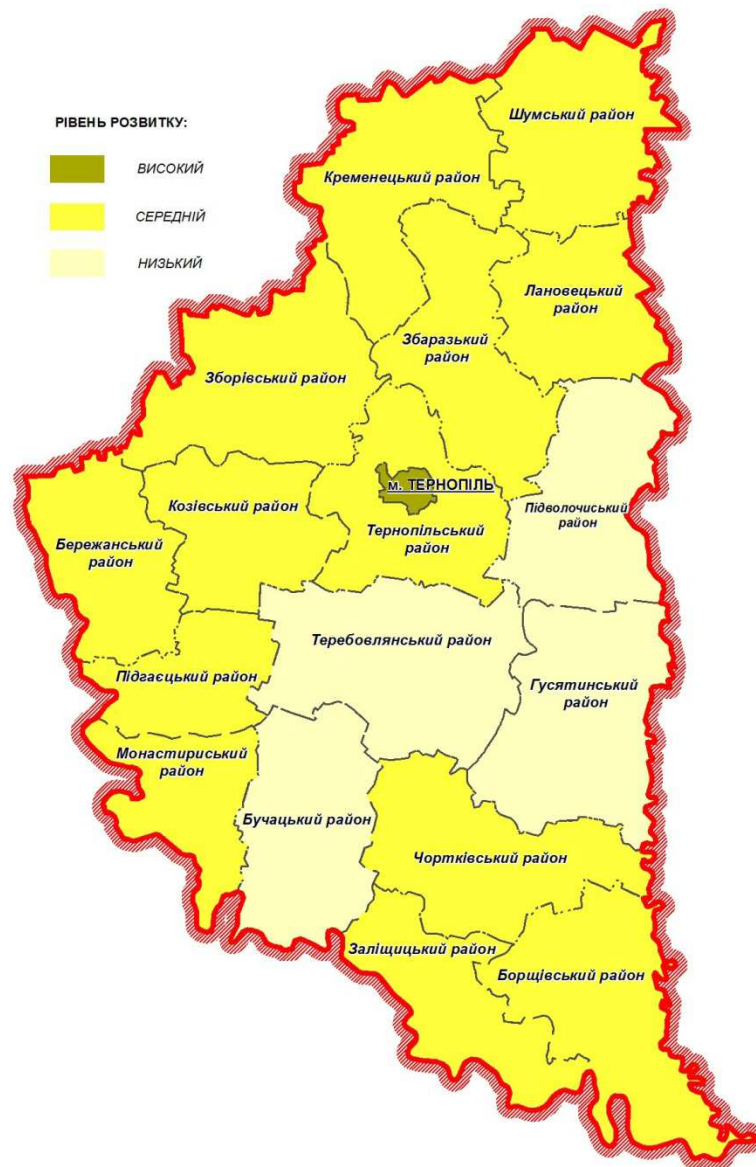 РІВЕНЬ РОЗВИТКУ:
ВИСОКИЙ
СЕРЕДНІЙ
НИЗЬКИЙ
Шумський район
Кременецький район
Лановецький
район
Збаразький
район
Зборівський район
м. ТЕРНОПІЛЬ
Козівський район
Підволочиський
район
Тернопільський
район
Бережанський
район
Теребовлянський район
Підгаєцький район
Гусятинський
район
Монастириський
район
Бучацький район
Чортківський район
Заліщицький район
Борщівський район